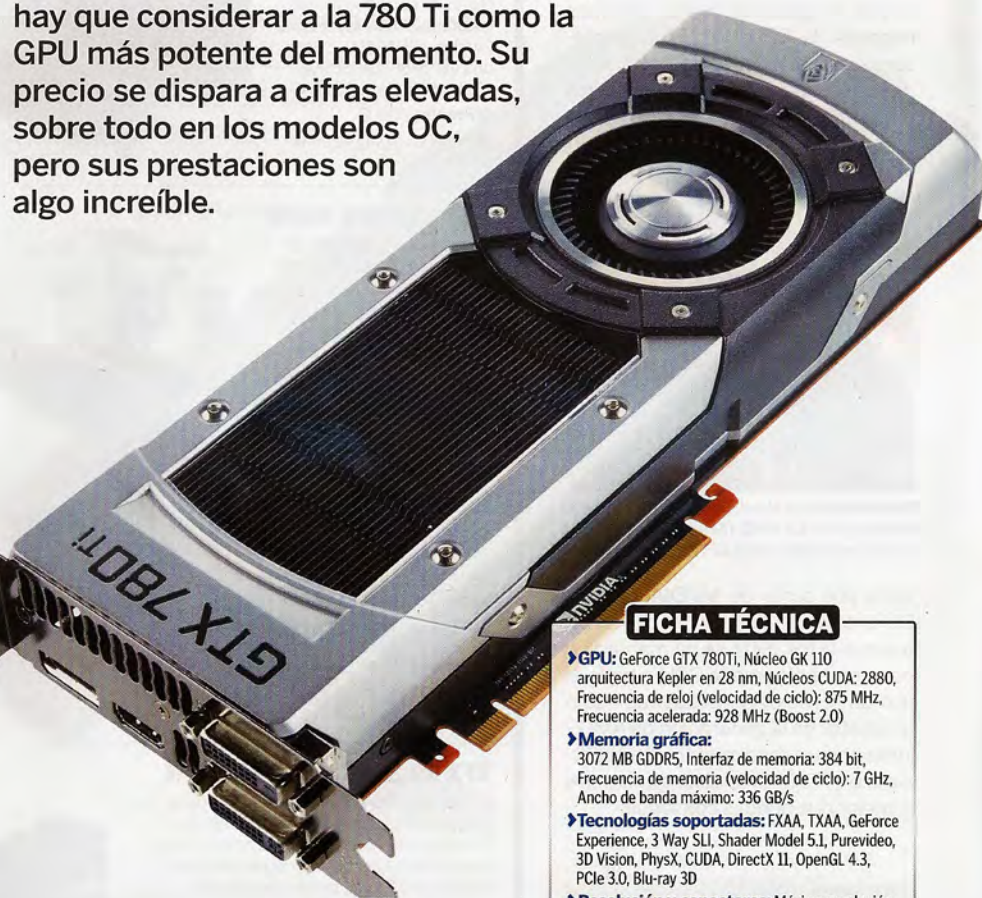 hay que considerar a la 780 Ti como la
GPU más potente del momento. Su
precio se dispara a cifras elevadas,
sobre todo en los modelos OC,
pero sus prestaciones son
algo increíble.
GTX 780 Ti
NVIDIA
FICHA TÉCNICA
GPU: GeForce GTX 780Ti, Núcleo GK 110
arquitectura Kepler en 28 nm, Núcleos CUDA: 2880,
Frecuencia de reloj (velocidad de ciclo): 875 MHz,
Frecuencia acelerada: 928 MHz (Boost 2.0)
Memoria gráfica:
3072 MB GDDR5, Interfaz de memoria: 384 bit,
Frecuencia de memoria (velocidad de ciclo): 7 GHz,
Ancho de banda máximo: 336 GB/s
Tecnologías soportadas: FXAA, TXAA, GeForce
Experience, 3 Way SLI, Shader Model 5.1, Purevideo,
3D Vision, PhysX, CUDA, DirectX 11, OpenGL 4.3,
PCIe 3.0, Blu-ray 3D